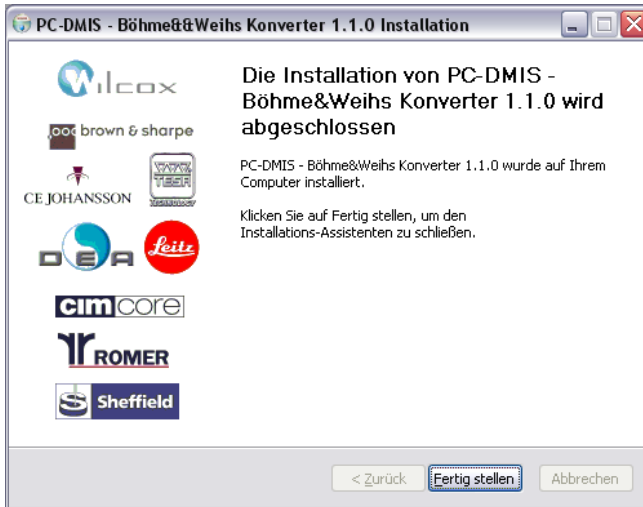 PC-DMIS - Böhme&&Weihs Konverter 1.1.0 Installation
Wilcox
brown & sharpe
CE JOHANSSON
TESA
TECHNOLOGY
DEA
Leitz
cimcore
ROMER
Sheffield
Die Installation von PC-DMIS -
Böhme&Weihs Konverter 1.1.0 wird
abgeschlossen
PC-DMIS - Böhme&Weihs Konverter 1.1.0 wurde auf Ihrem
Computer installiert.
Klicken Sie auf Fertig stellen, um den
Installations-Assistenten zu schließen.
< Zurück
Fertig stellen
Abbrechen